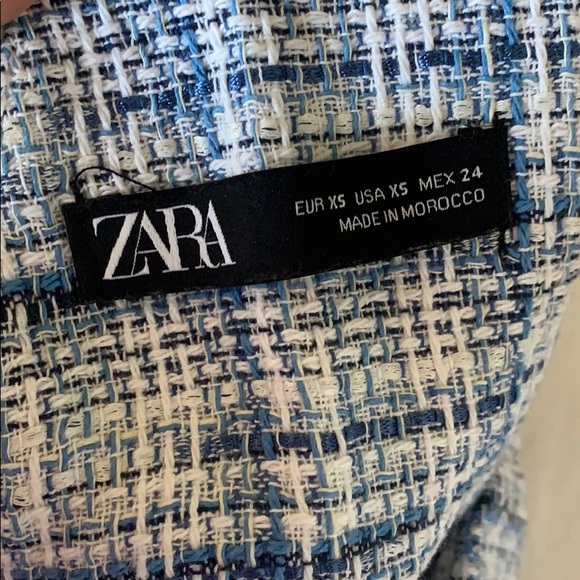 ZARA
EUR XS USA XS MEX 24
MADE IN MOROCCO